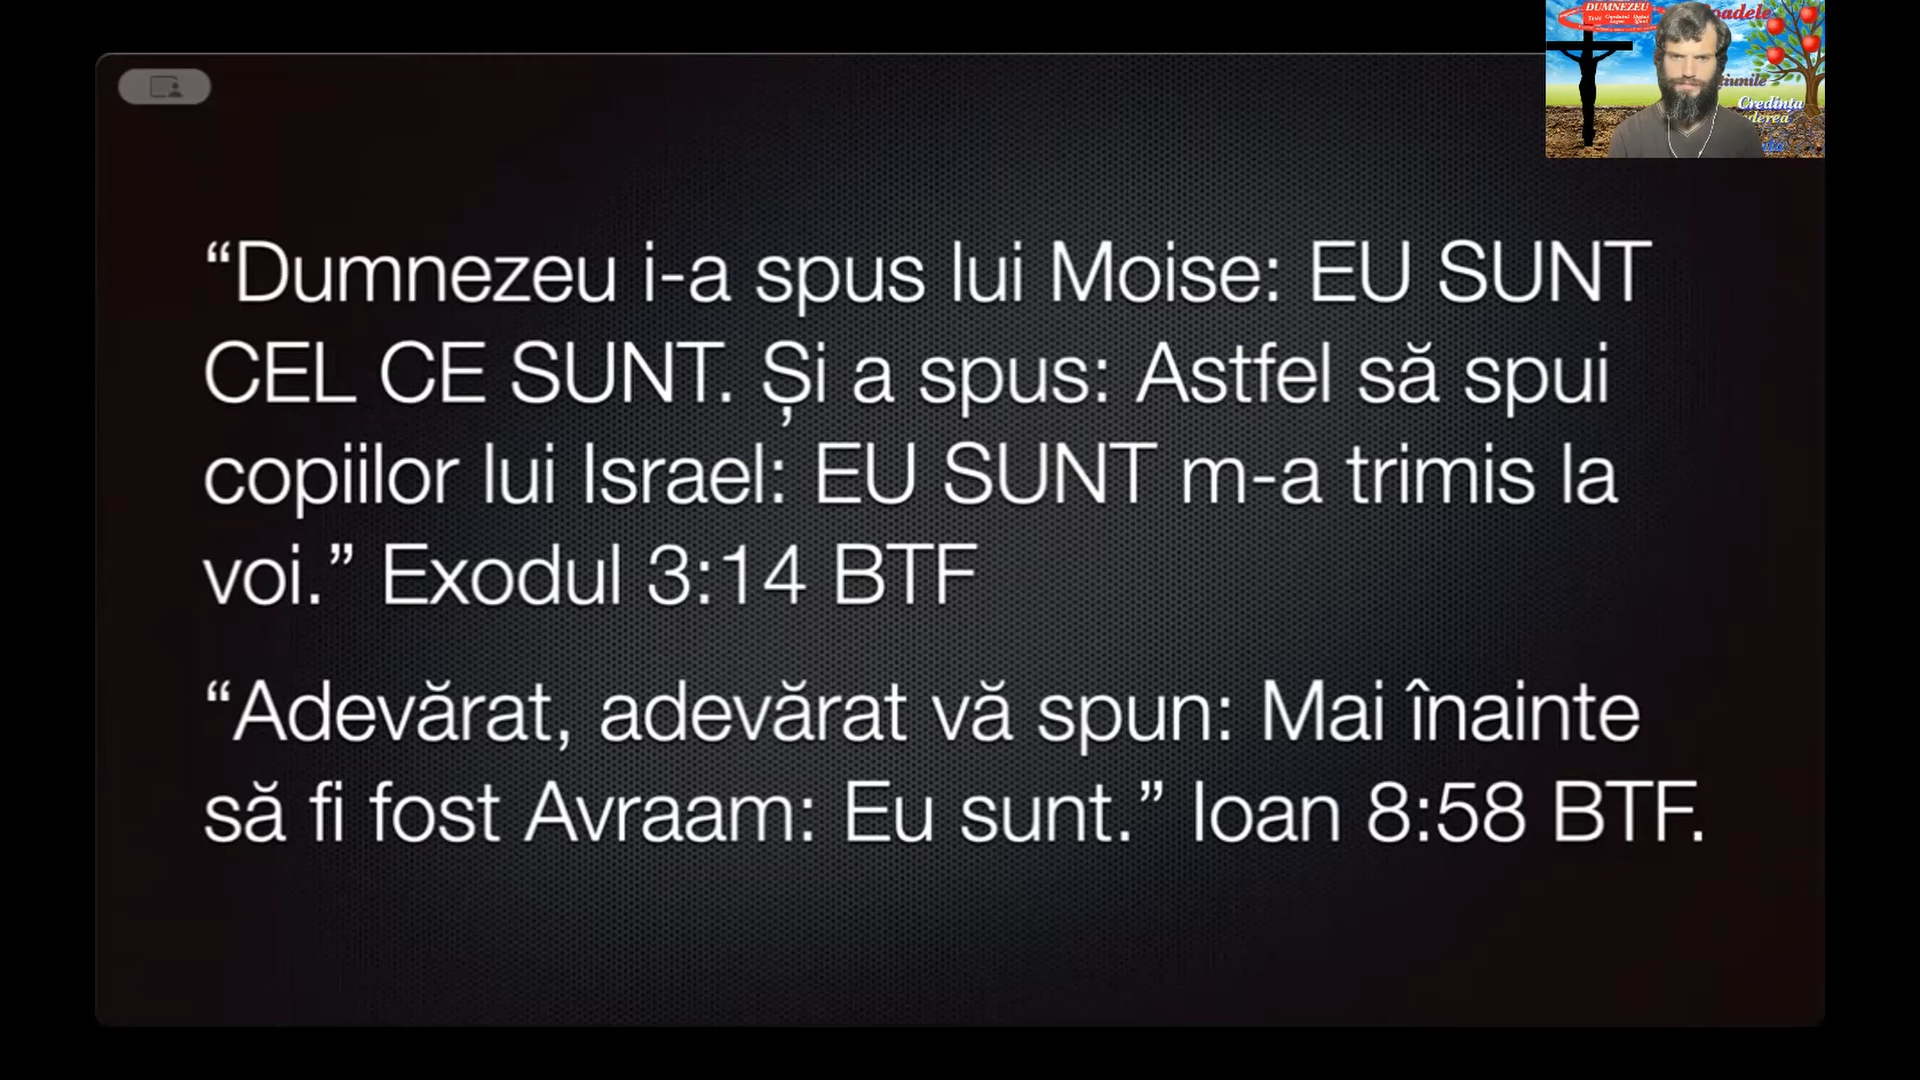 DUMNEZEU
“Dumnezeu i-a spus lui Moise: EU SUNT
CEL CE SUNT. Și a spus: Astfel să spui
copiilor lui Israel: EU SUNT m-a trimis la
voi.” Exodul 3:14 BTF
“Adevărat, adevărat vă spun: Mai înainte
să fi fost Avraam: Eu sunt.” Ioan 8:58 BTF.
Credința